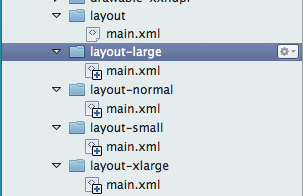 drawable-xxhdpi
layout
main.xml
layout-large
main.xml
layout-normal
main.xml
layout-small
main.xml
layout-xlarge
main.xml